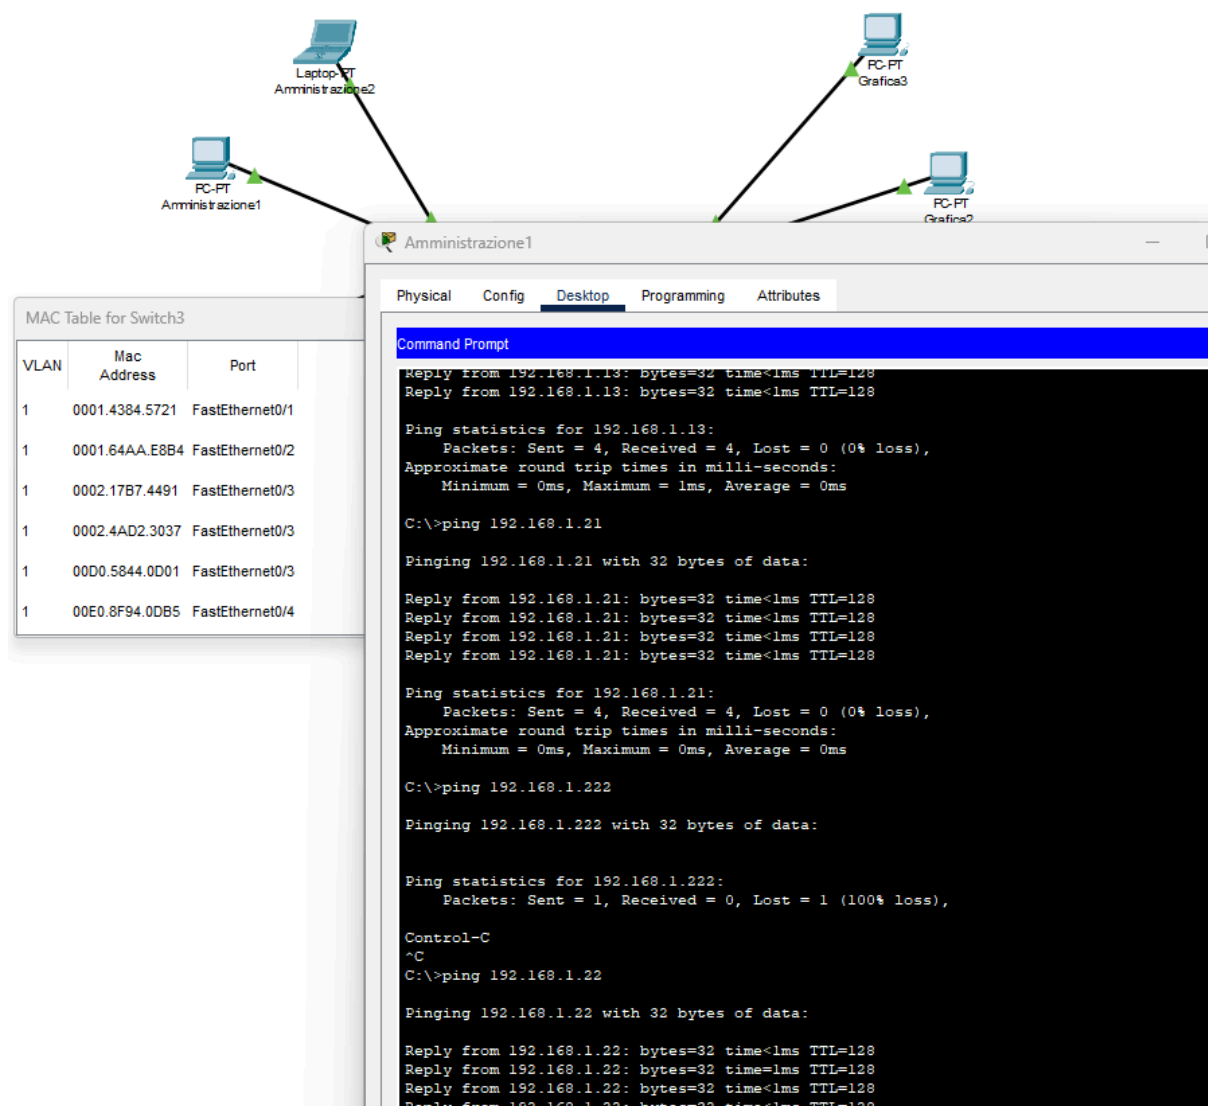 Laptop-PT
Amministrazione2
PC-PT
Grafica3
PC-PT
Amministrazione1
PC-PT
Grafica2
Amministrazione1
Physical Config Desktop Programming Attributes
MAC Table for Switch3
VLAN Mac Address Port
1 0001.4384.5721 FastEthernet0/1
1 0001.64AA.E8B4 FastEthernet0/2
1 0002.17B7.4491 FastEthernet0/3
1 0002.4AD2.3037 FastEthernet0/3
1 00D0.5844.0D01 FastEthernet0/3
1 00E0.8F94.0DB5 FastEthernet0/4
Command Prompt
Reply from 192.168.1.13: bytes=32 time<1ms TTL=128
Reply from 192.168.1.13: bytes=32 time<1ms TTL=128
Ping statistics for 192.168.1.13:
Packets: Sent = 4, Received = 4, Lost = 0 (0% loss),
Approximate round trip times in milli-seconds:
Minimum = 0ms, Maximum = 1ms, Average = 0ms
C:\>ping 192.168.1.21
Pinging 192.168.1.21 with 32 bytes of data:
Reply from 192.168.1.21: bytes=32 time<1ms TTL=128
Reply from 192.168.1.21: bytes=32 time<1ms TTL=128
Reply from 192.168.1.21: bytes=32 time<1ms TTL=128
Reply from 192.168.1.21: bytes=32 time<1ms TTL=128
Ping statistics for 192.168.1.21:
Packets: Sent = 4, Received = 4, Lost = 0 (0% loss),
Approximate round trip times in milli-seconds:
Minimum = 0ms, Maximum = 0ms, Average = 0ms
C:\>ping 192.168.1.222
Pinging 192.168.1.222 with 32 bytes of data:
Ping statistics for 192.168.1.222:
Packets: Sent = 1, Received = 0, Lost = 1 (100% loss),
Control-C
^C
C:\>ping 192.168.1.22
Pinging 192.168.1.22 with 32 bytes of data:
Reply from 192.168.1.22: bytes=32 time<1ms TTL=128
Reply from 192.168.1.22: bytes=32 time=1ms TTL=128
Reply from 192.168.1.22: bytes=32 time<1ms TTL=128
Reply from 192.168.1.22: bytes=32 time<1ms TTL=128